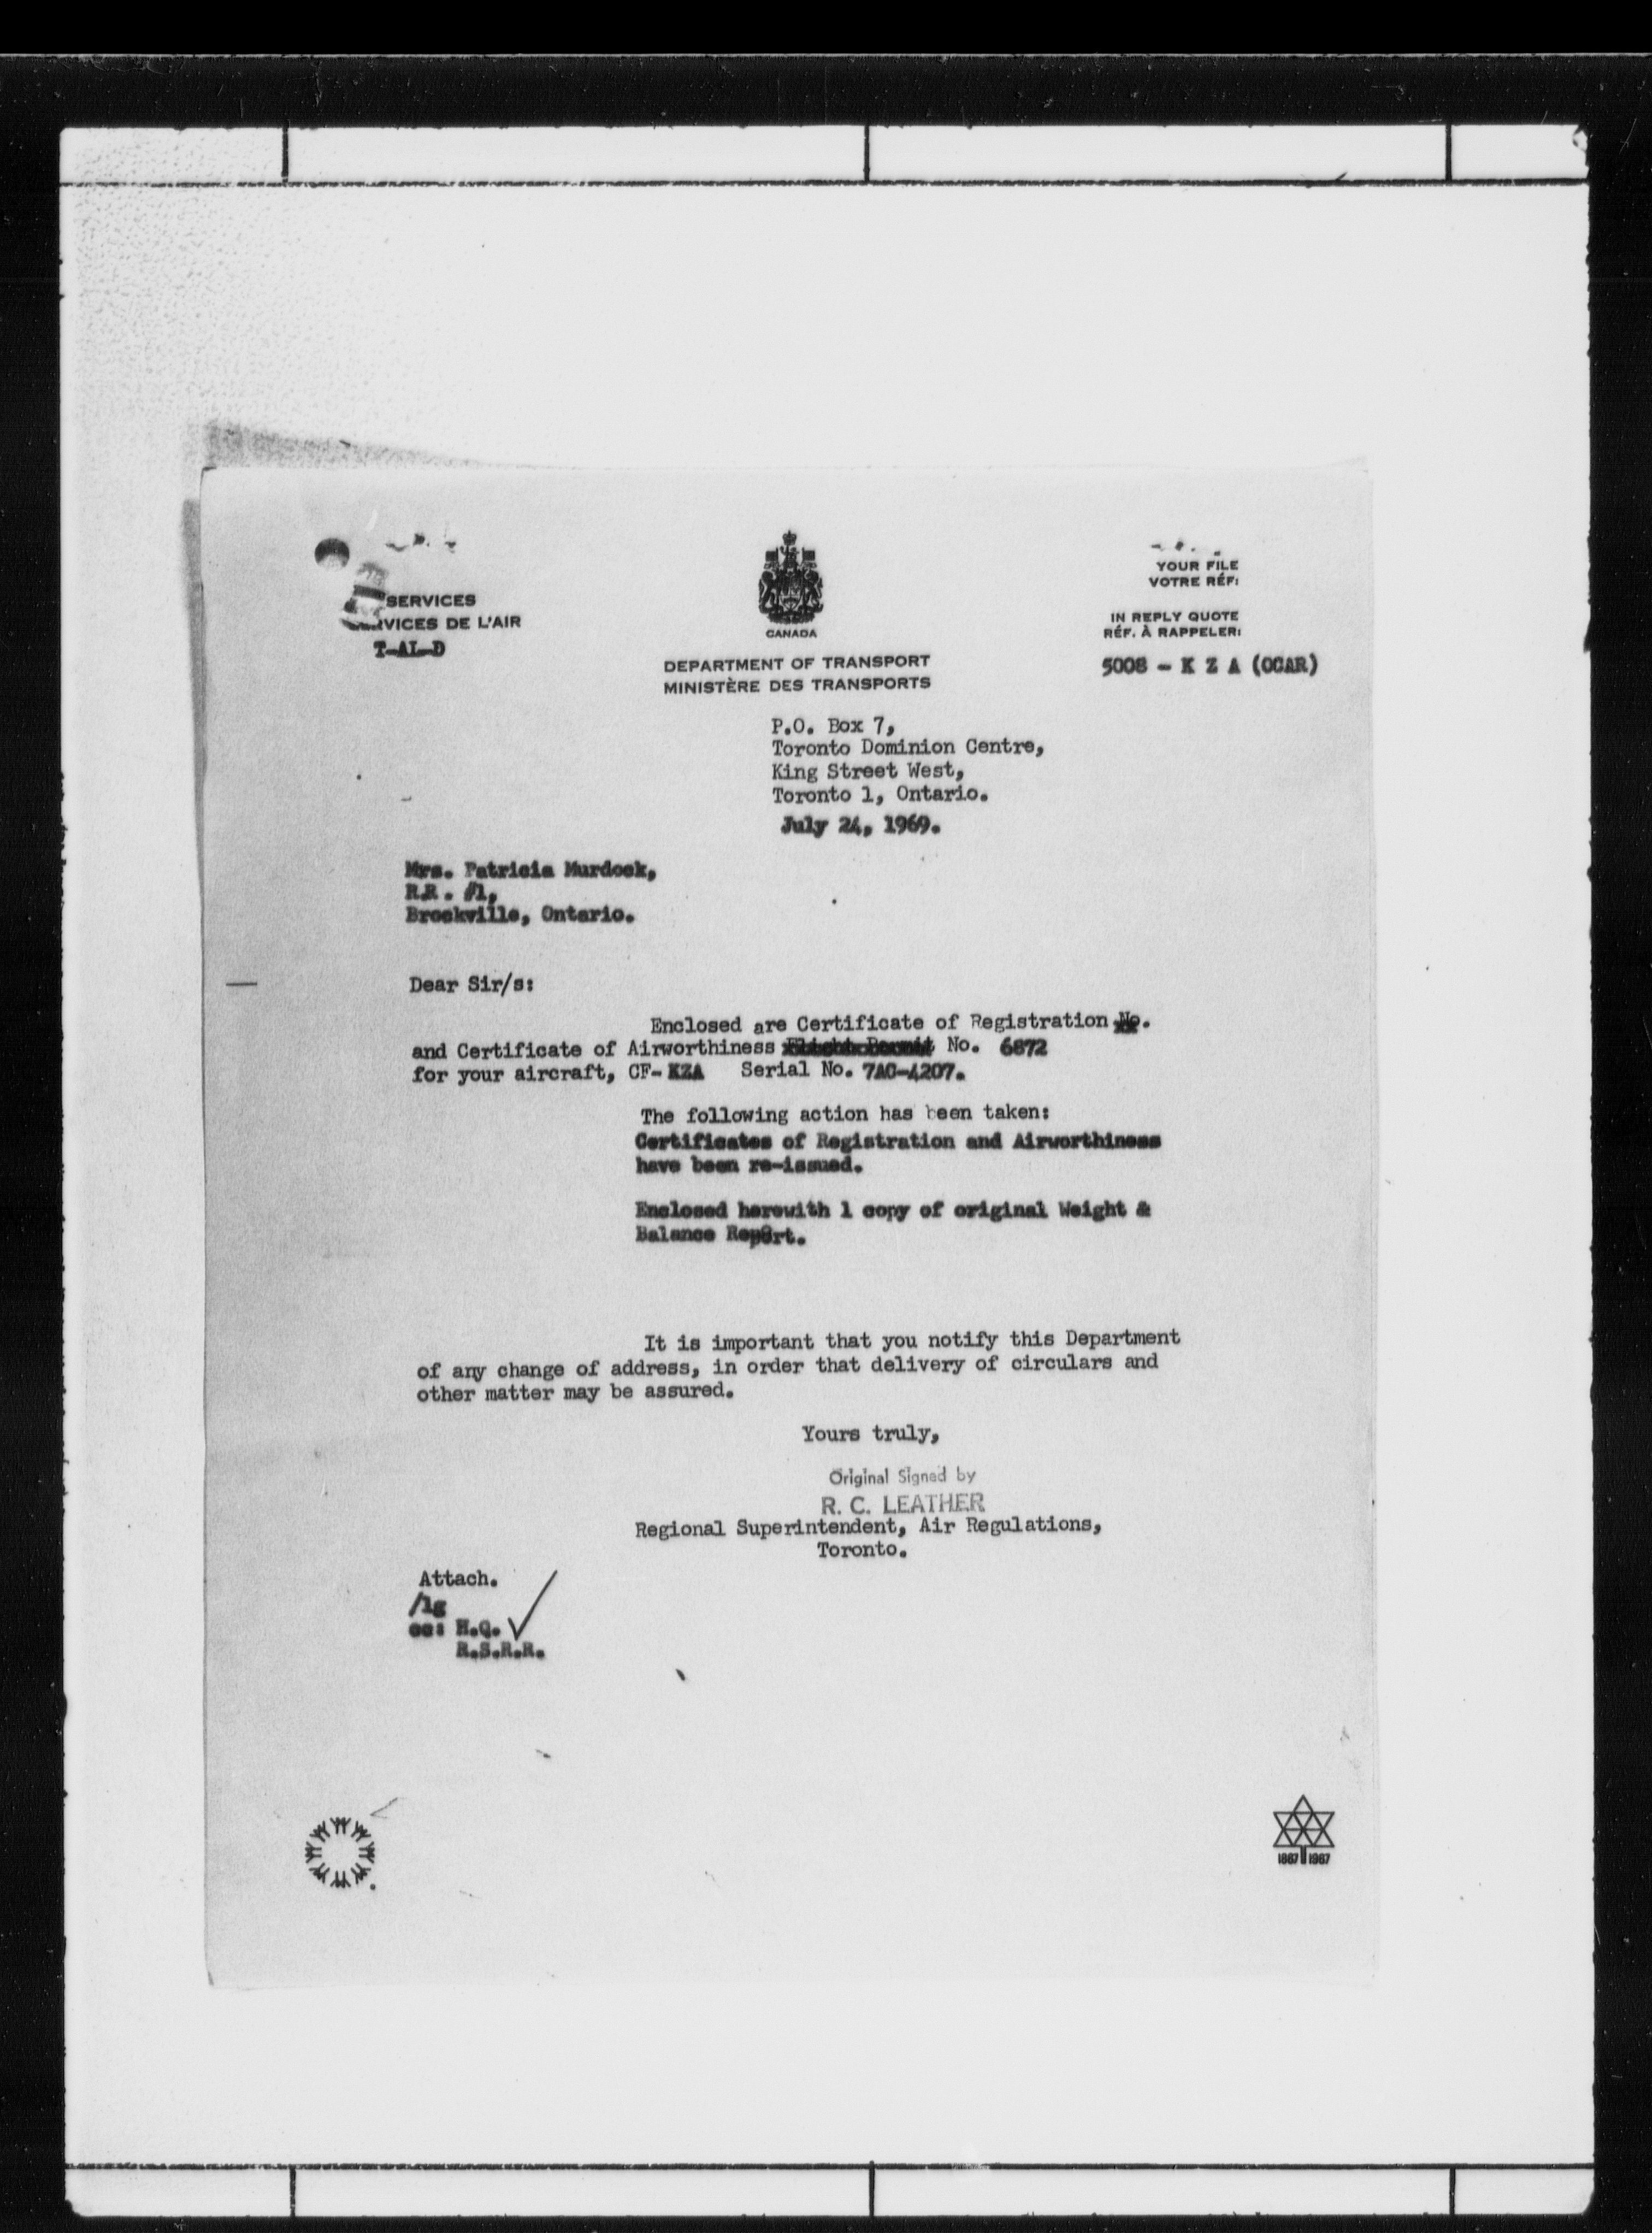 SERVICES
VICES DE L'AIR
T-AL-D
CANADA
DEPARTMENT OF TRANSPORT
MINISTÈRE DES TRANSPORTS
YOUR FILE
VOTRE RÉF:
IN REPLY QUOTE
RÉF. À RAPPELER:
5008 - K Z A (OCAR)
P.O. Box 7,
Toronto Dominion Centre,
King Street West,
Toronto 1, Ontario.
July 24, 1969.
Mrs. Patricia Murdock,
R.R. #1,
Brockville, Ontario.
Dear Sir/s:
Enclosed are Certificate of Registration No.
and Certificate of Airworthiness Flight Permit No. 6872
for your aircraft, CF-KZA Serial No. 7AC-4207.
The following action has been taken:
Certificates of Registration and Airworthiness
have been re-issued.
Enclosed herewith 1 copy of original Weight &
Balance Report.
It is important that you notify this Department
of any change of address, in order that delivery of circulars and
other matter may be assured.
Yours truly,
Original Signed by
R. C. LEATHER
Regional Superintendent, Air Regulations,
Toronto.
Attach.
/lg
cc: H.Q.
R.S.R.R.
1867 1967